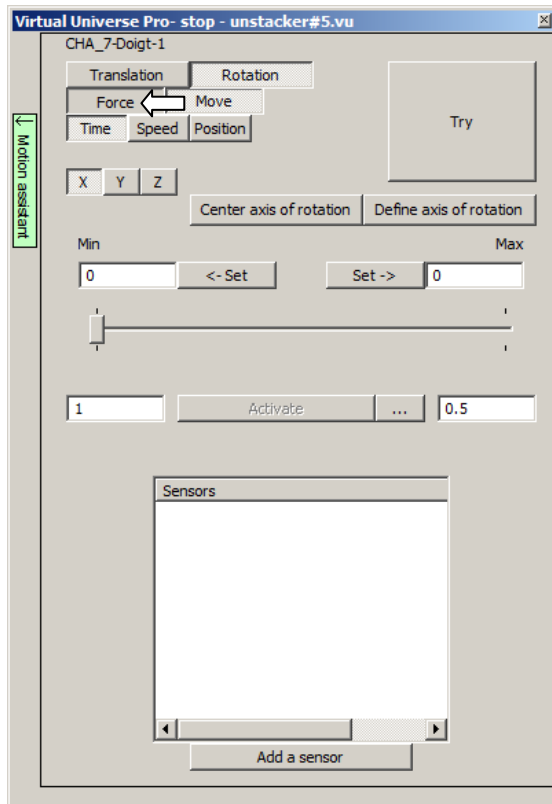 Virtual Universe Pro- stop - unstacker#5.vu
CHA_7-Doigt-1
Translation Rotation
Force Move
Time Speed Position
Try
↓ Motion assistant
X Y Z
Center axis of rotation Define axis of rotation
Min Max
0 <- Set Set -> 0
1 Activate ... 0.5
Sensors
Add a sensor